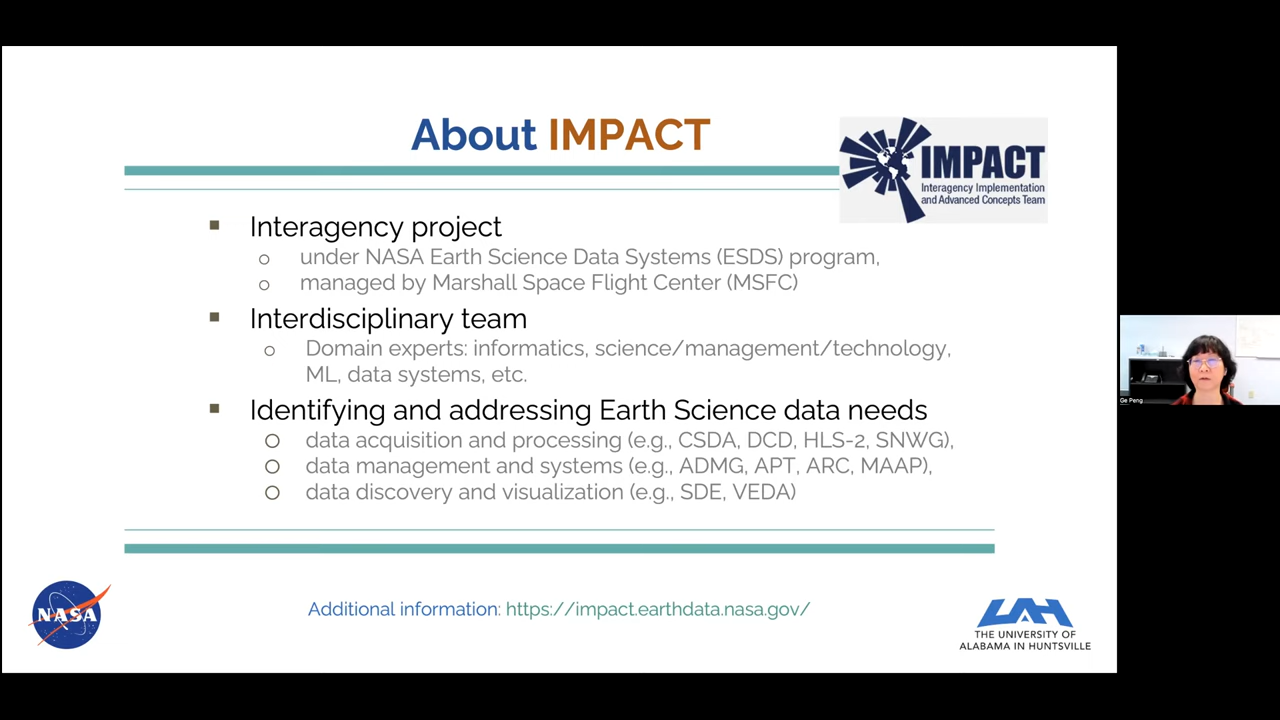 About IMPACT
IMPACT
Interagency Implementation
and Advanced Concepts Team
Interagency project
under NASA Earth Science Data Systems (ESDS) program,
managed by Marshall Space Flight Center (MSFC)
Interdisciplinary team
Domain experts: informatics, science/management/technology,
ML, data systems, etc.
Identifying and addressing Earth Science data needs
data acquisition and processing (e.g., CSDA, DCD, HLS-2, SNWG),
data management and systems (e.g., ADMG, APT, ARC, MAAP),
data discovery and visualization (e.g., SDE, VEDA)
Additional information: https://impact.earthdata.nasa.gov/
NASA
UAH
THE UNIVERSITY OF
ALABAMA IN HUNTSVILLE
Ge Peng